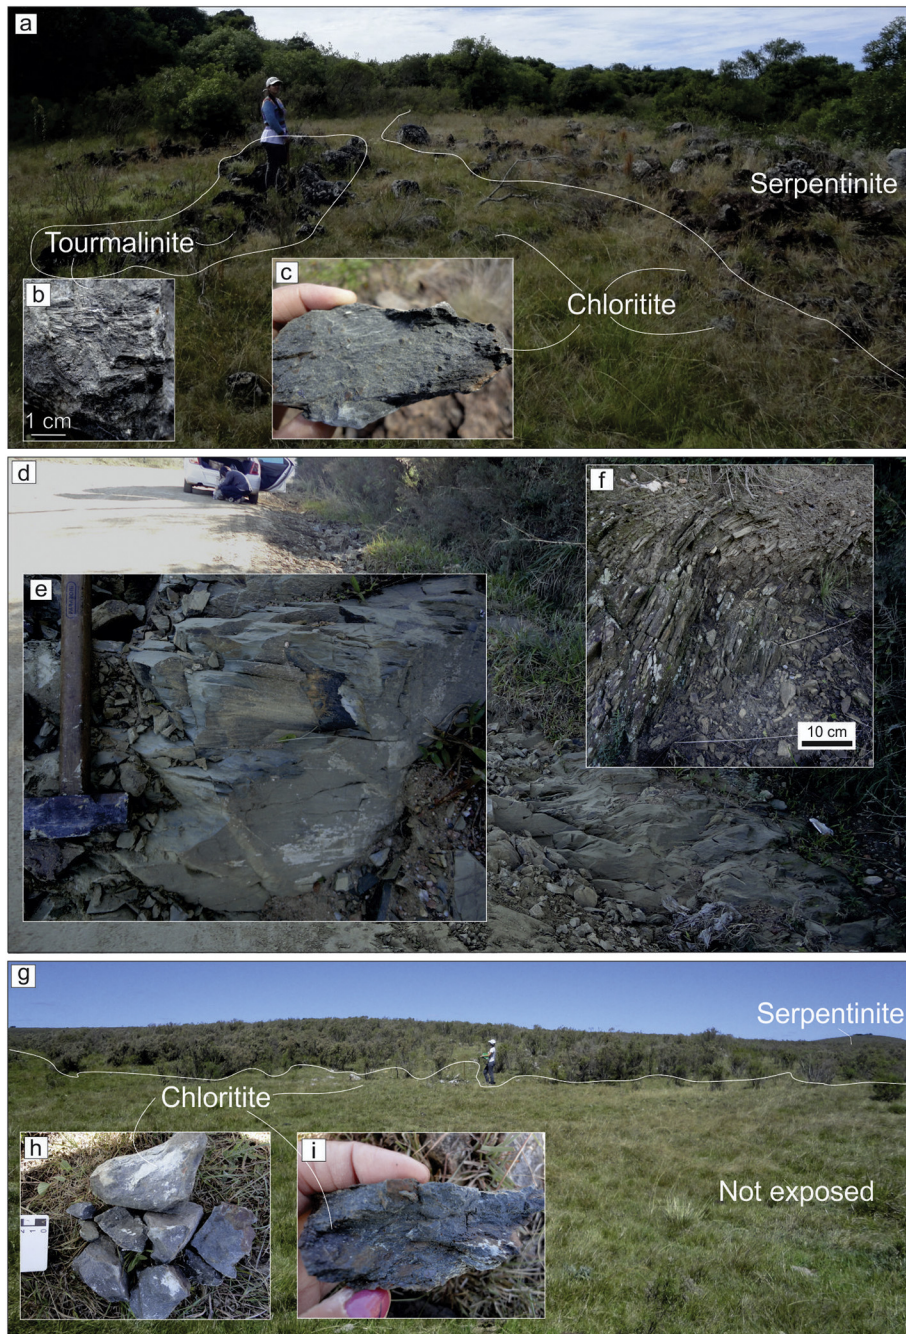 a
Serpentinite
Tourmalinite
b
c
Chloritite
1 cm
d
f
e
10 cm
g
Serpentinite
Chloritite
h
i
Not exposed